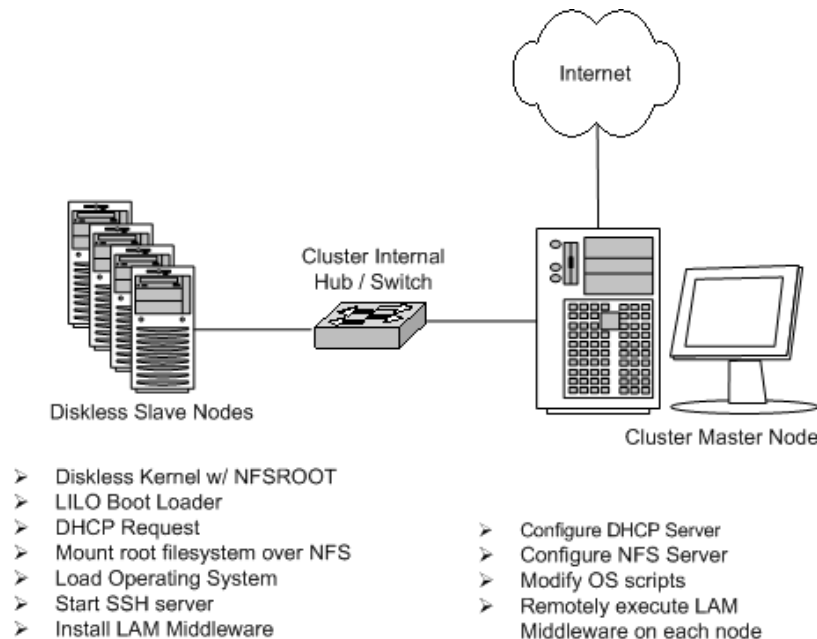 Internet
Cluster Internal
Hub / Switch
Diskless Slave Nodes
Cluster Master Node
➢ Diskless Kernel w/ NFSROOT
➢ LILO Boot Loader
➢ DHCP Request
➢ Mount root filesystem over NFS
➢ Load Operating System
➢ Start SSH server
➢ Install LAM Middleware
➢ Configure DHCP Server
➢ Configure NFS Server
➢ Modify OS scripts
➢ Remotely execute LAM
Middleware on each node